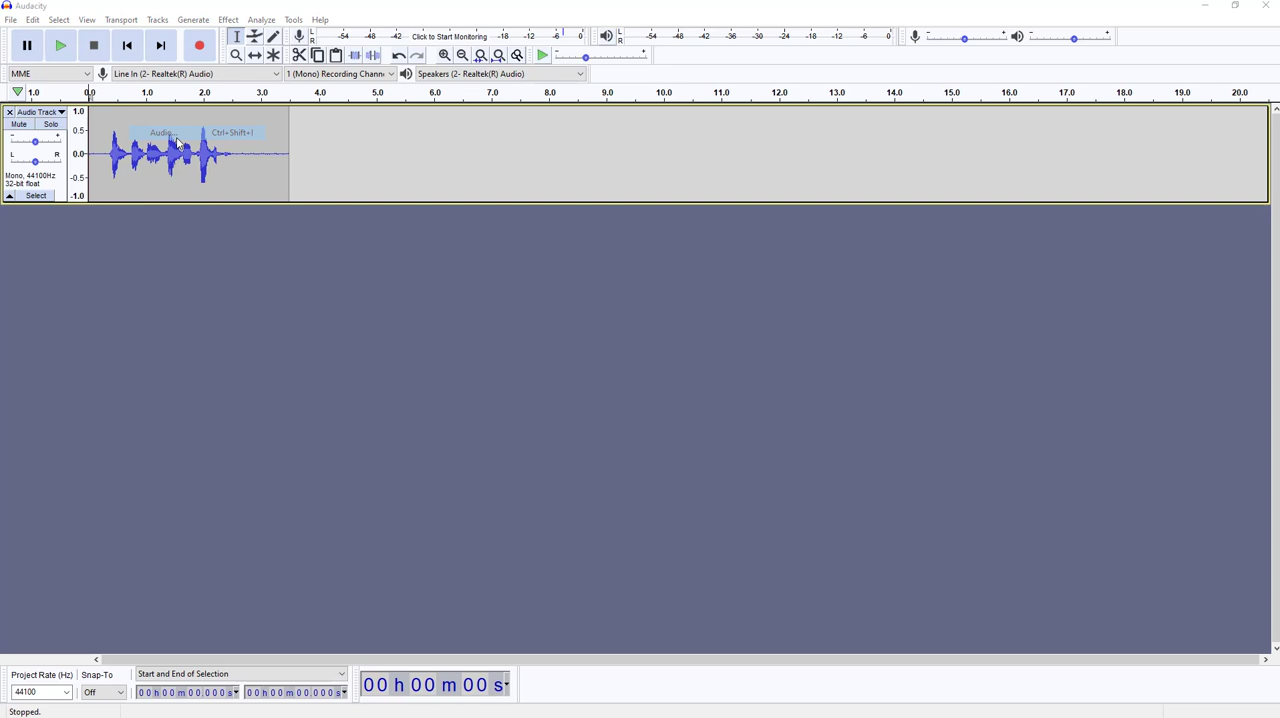 Audacity
File Edit Select View Transport Tracks Generate Effect Analyze Tools Help
L R -54 -48 -42 Click to Start Monitoring -18 -12 -6 0 L R -54 -48 -42 -36 -30 -24 -18 -12 -6 0 - + - +
- +
MME Line In (2- Realtek(R) Audio) 1 (Mono) Recording Chann Speakers (2- Realtek(R) Audio)
1.0 0.0 1.0 2.0 3.0 4.0 5.0 6.0 7.0 8.0 9.0 10.0 11.0 12.0 13.0 14.0 15.0 16.0 17.0 18.0 19.0 20.0
Audio Track 1.0
Mute Solo
- + 0.5 Audio... Ctrl+Shift+I
L R 0.0
Mono, 44100Hz -0.5
32-bit float
Select -1.0
Project Rate (Hz) Snap-To Start and End of Selection
44100 Off 00 h 00 m 00.000 s 00 h 00 m 00.000 s 00 h 00 m 00 s
Stopped.